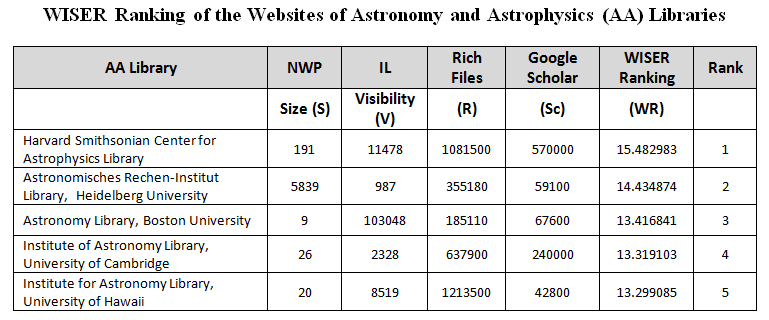 WISER Ranking of the Websites of Astronomy and Astrophysics (AA) Libraries
AA Library NWP IL Rich Files Google Scholar WISER Ranking Rank
Size (S) Visibility (V) (R) (Sc) (WR)
Harvard Smithsonian Center for
Astrophysics Library 191 11478 1081500 570000 15.482983 1
Astronomisches Rechen-Institut
Library, Heidelberg University 5839 987 355180 59100 14.434874 2
Astronomy Library, Boston University 9 103048 185110 67600 13.416841 3
Institute of Astronomy Library,
University of Cambridge 26 2328 637900 240000 13.319103 4
Institute for Astronomy Library,
University of Hawaii 20 8519 1213500 42800 13.299085 5